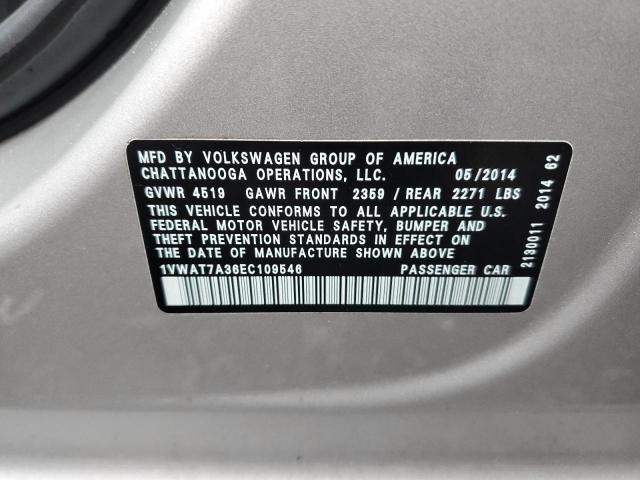 MFD BY VOLKSWAGEN GROUP OF AMERICA
CHATTANOOGA OPERATIONS, LLC. 05/2014
GVWR 4519 GAWR FRONT 2359 / REAR 2271 LBS
THIS VEHICLE CONFORMS TO ALL APPLICABLE U.S.
FEDERAL MOTOR VEHICLE SAFETY, BUMPER AND
THEFT PREVENTION STANDARDS IN EFFECT ON
THE DATE OF MANUFACTURE SHOWN ABOVE
1VWAT7A36EC109546 PASSENGER CAR
2130011 2014 62